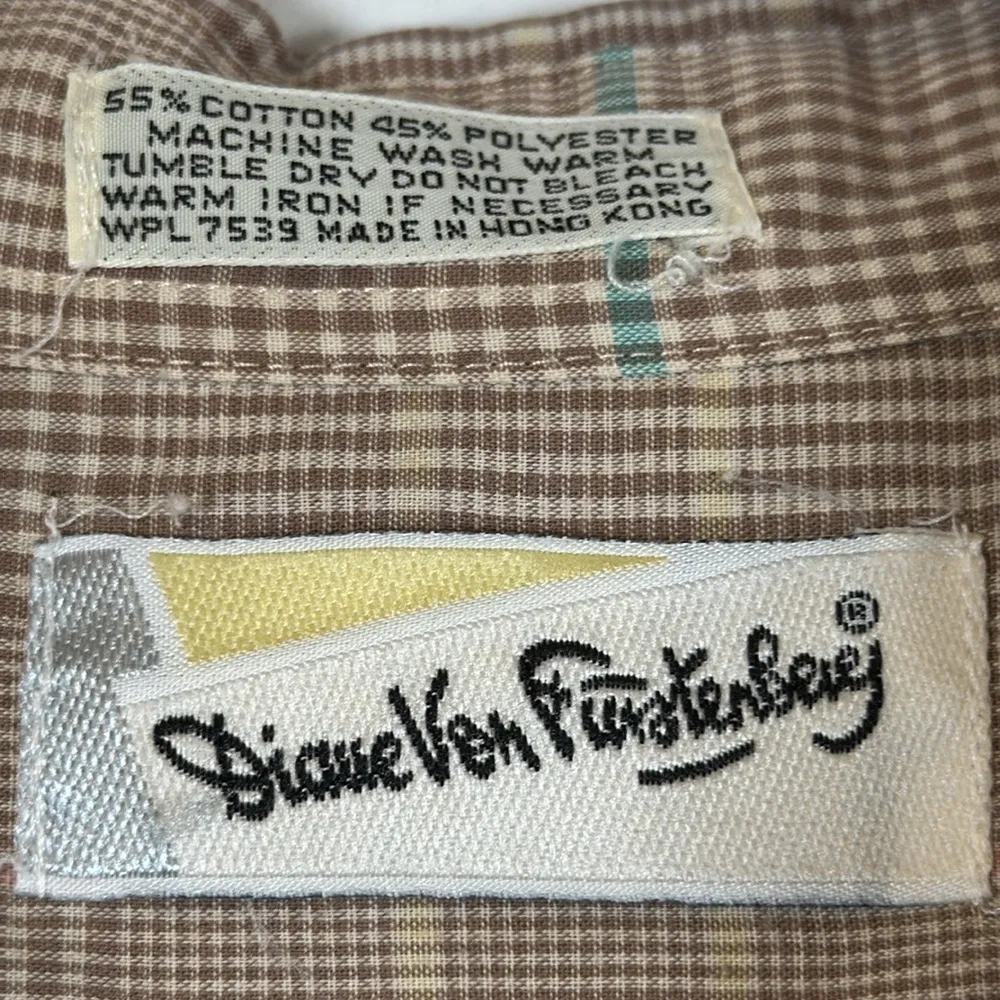 55% COTTON 45% POLYESTER
MACHINE WASH WARM
TUMBLE DRY DO NOT BLEACH
WARM IRON IF NECESSARY
WPL 7539 MADE IN HONG KONG
Diane Von Fürstenberg ®